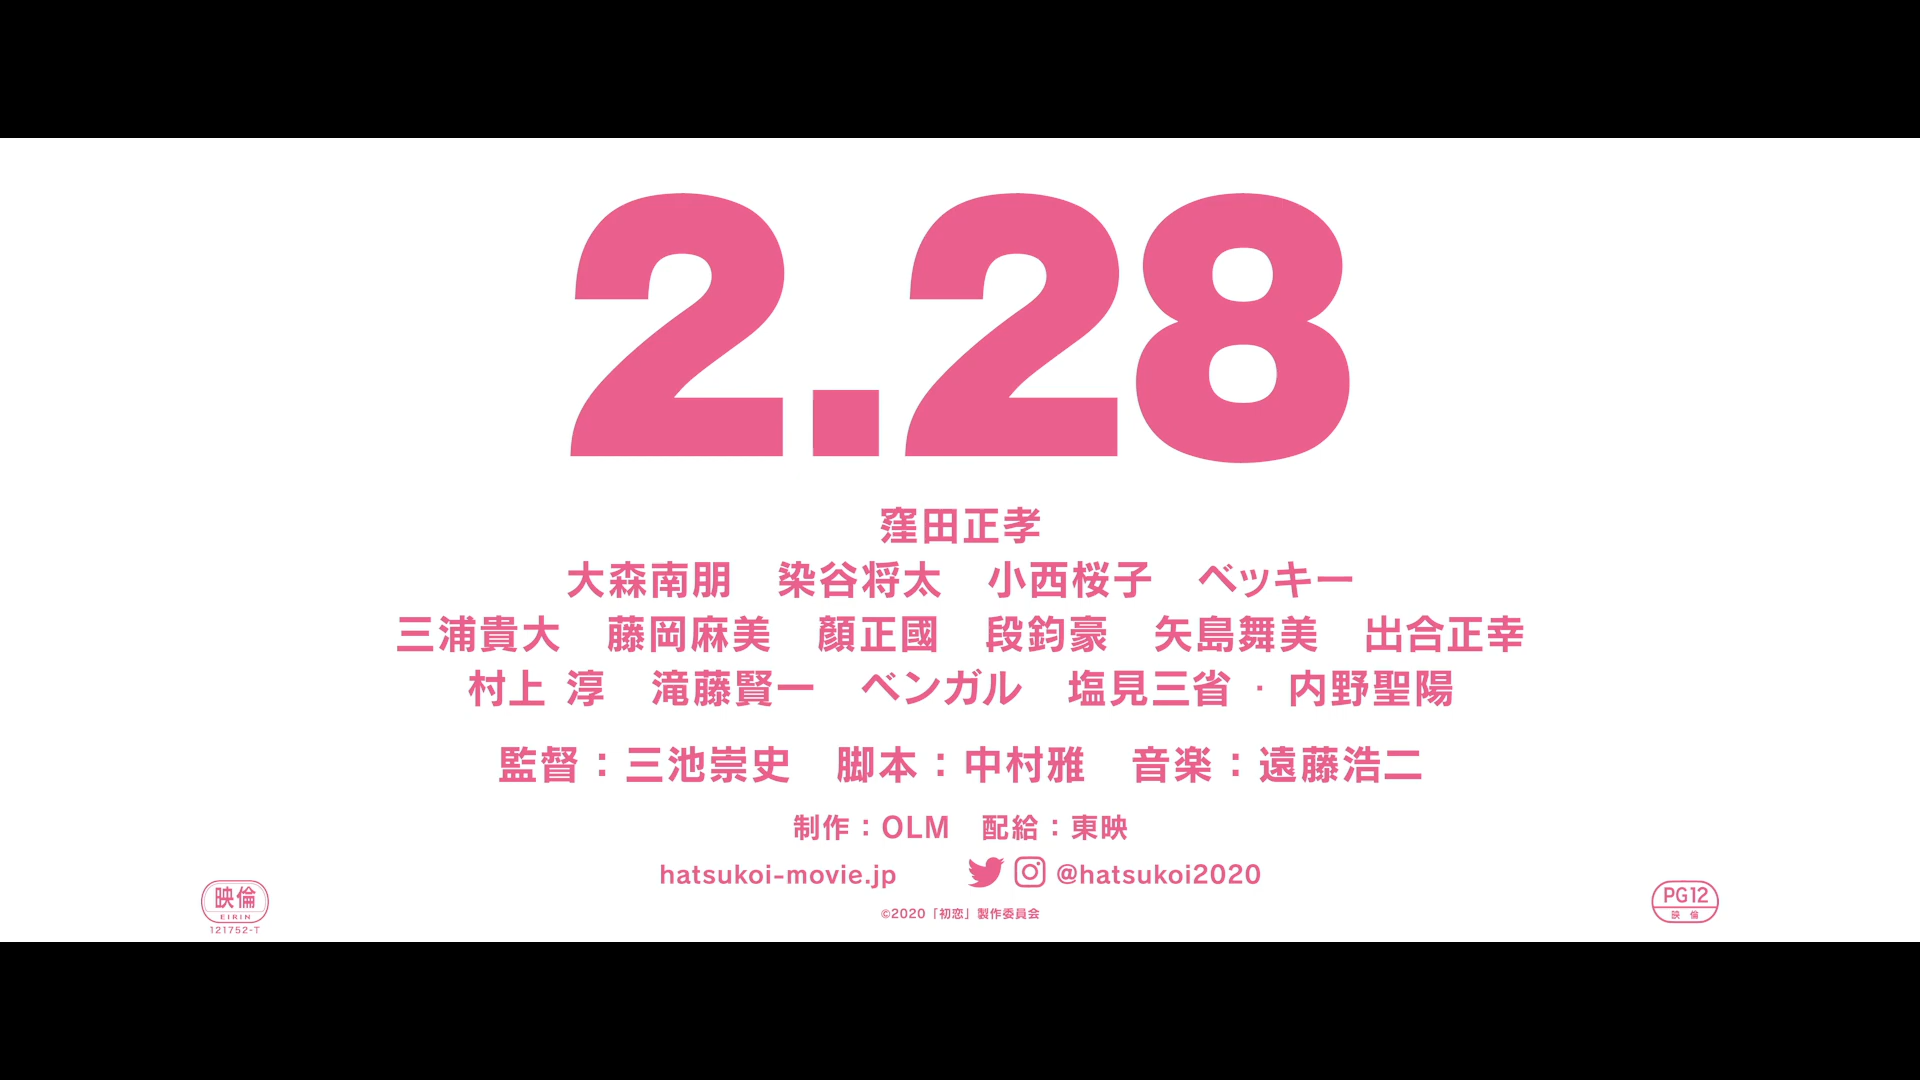 2.28
窪田正孝
大森南朋 染谷将太 小西桜子 ベッキー
三浦貴大 藤岡麻美 顏正國 段鈞豪 矢島舞美 出合正幸
村上 淳 滝藤賢一 ベンガル 塩見三省 · 内野聖陽
監督：三池崇史 脚本：中村雅 音楽：遠藤浩二
制作：OLM 配給：東映
hatsukoi-movie.jp @hatsukoi2020
©2020「初恋」製作委員会
映倫
EIRIN
121752-T
PG12
映倫